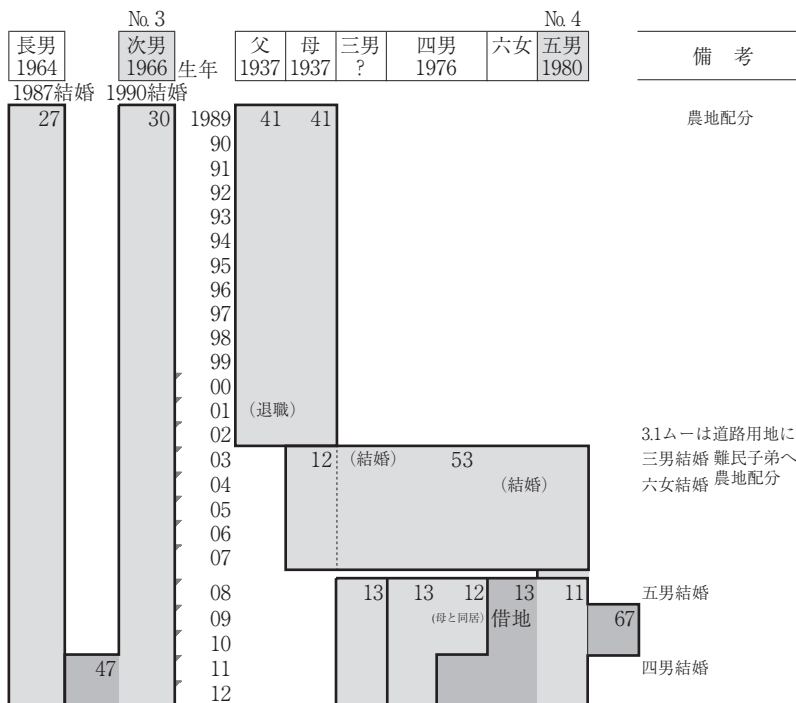 No. 3 No. 4
長男 次男 父 母 三男 四男 六女 五男 備 考
1964 1966 生年 1937 1937 ? 1976 1980
1987結婚 1990結婚
27 30 1989 41 41 農地配分
90
91
92
93
94
95
96
97
98
99
00
01 (退職)
02 3.1ムーは道路用地に
03 12 (結婚) 53 三男結婚 難民子弟へ
04 (結婚) 六女結婚 農地配分
05
06
07
08 13 13 12 13 11 五男結婚
09 (母と同居) 借地 67
10
47 11 四男結婚
12